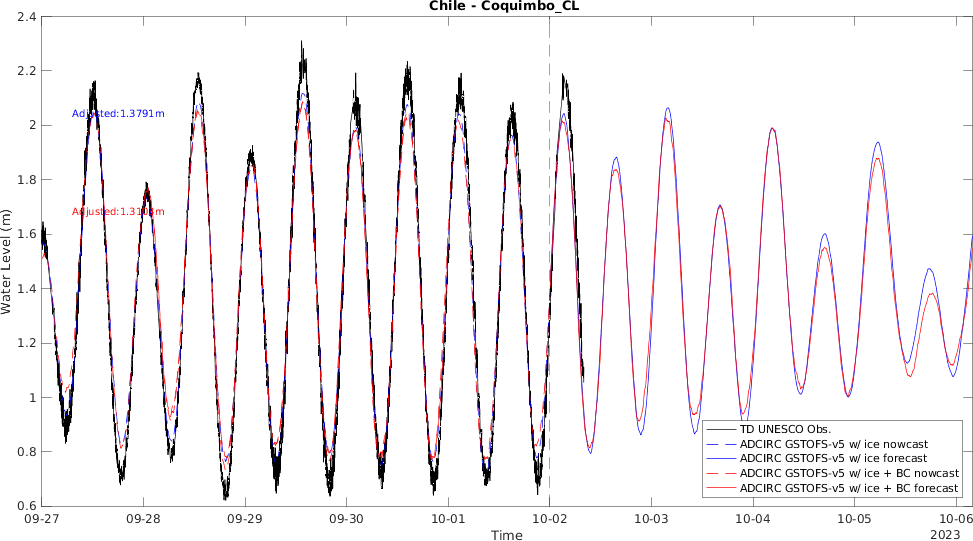 Chile - Coquimbo_CL
Water Level (m)
2.4
2.2
2
1.8
1.6
1.4
1.2
1
0.8
0.6
Adjusted:1.3791m
TD UNESCO Obs.
ADCIRC GSTOFS-v5 w/ ice nowcast
ADCIRC GSTOFS-v5 w/ ice forecast
ADCIRC GSTOFS-v5 w/ ice + BC nowcast
ADCIRC GSTOFS-v5 w/ ice + BC forecast
09-27
09-28
09-29
09-30
10-01
10-02
10-03
10-04
10-05
10-06
Time
2023